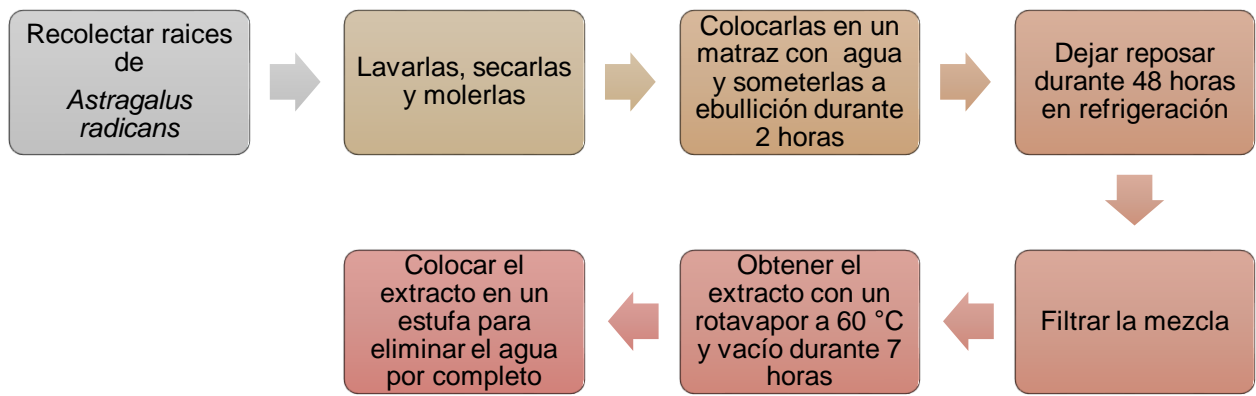 Recolectar raices
de
Astragalus
radicans
Lavarlas, secarlas
y molerlas
Colocarlas en un
matraz con agua
y someterlas a
ebullición durante
2 horas
Dejar reposar
durante 48 horas
en refrigeración
Filtrar la mezcla
Obtener el
extracto con un
rotavapor a 60 °C
y vacío durante 7
horas
Colocar el
extracto en un
estufa para
eliminar el agua
por completo